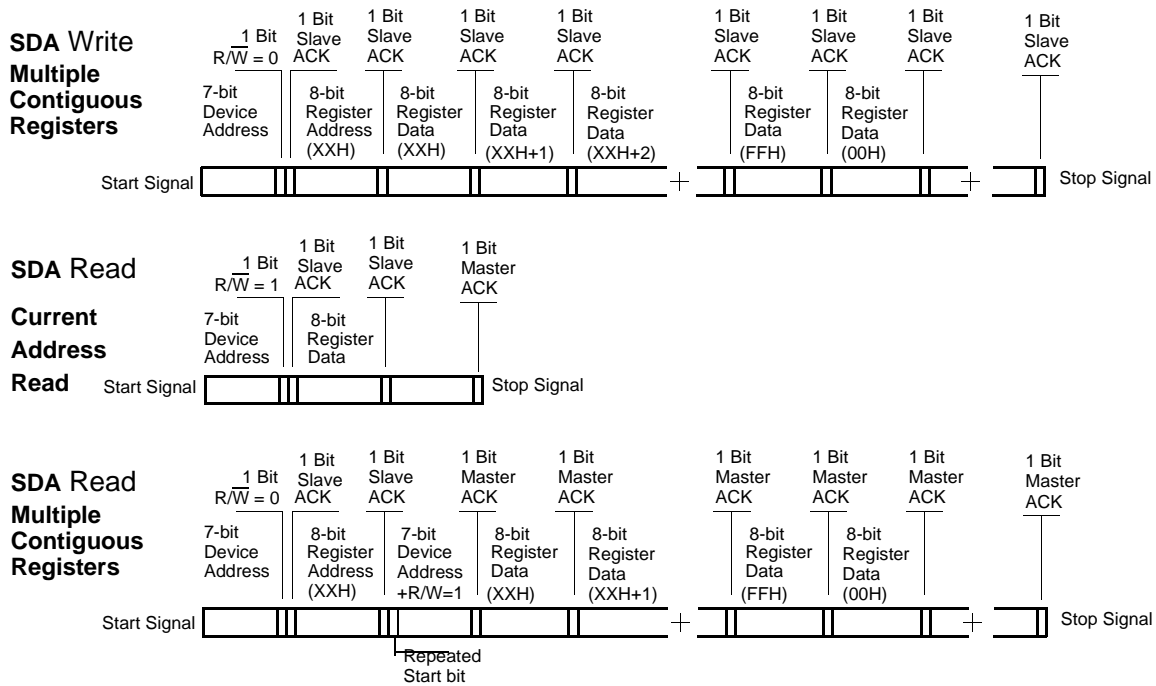 SDA Write
Multiple
Contiguous
Registers
1 Bit
R/W = 0
1 Bit
Slave
ACK
1 Bit
Slave
ACK
1 Bit
Slave
ACK
1 Bit
Slave
ACK
1 Bit
Slave
ACK
1 Bit
Slave
ACK
1 Bit
Slave
ACK
1 Bit
Slave
ACK
7-bit
Device
Address
8-bit
Register
Address
(XXH)
8-bit
Register
Data
(XXH)
8-bit
Register
Data
(XXH+1)
8-bit
Register
Data
(XXH+2)
8-bit
Register
Data
(FFH)
8-bit
Register
Data
(00H)
Start Signal
Stop Signal
SDA Read
Current
Address
Read
1 Bit
R/W = 1
1 Bit
Slave
ACK
1 Bit
Slave
ACK
1 Bit
Master
ACK
7-bit
Device
Address
8-bit
Register
Data
Start Signal
Stop Signal
SDA Read
Multiple
Contiguous
Registers
1 Bit
R/W = 0
1 Bit
Slave
ACK
1 Bit
Slave
ACK
1 Bit
Master
ACK
1 Bit
Master
ACK
1 Bit
Master
ACK
1 Bit
Master
ACK
1 Bit
Master
ACK
1 Bit
Master
ACK
7-bit
Device
Address
8-bit
Register
Address
(XXH)
7-bit
Device
Address
+R/W=1
8-bit
Register
Data
(XXH)
8-bit
Register
Data
(XXH+1)
8-bit
Register
Data
(FFH)
8-bit
Register
Data
(00H)
Start Signal
Stop Signal
Repeated
Start bit